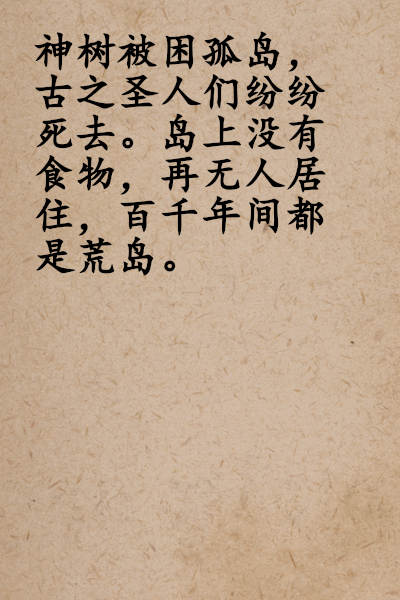 神树被困孤岛，
古之圣人们纷纷
死去。岛上没有
食物，再无人居
住，百千年间都
是荒岛。